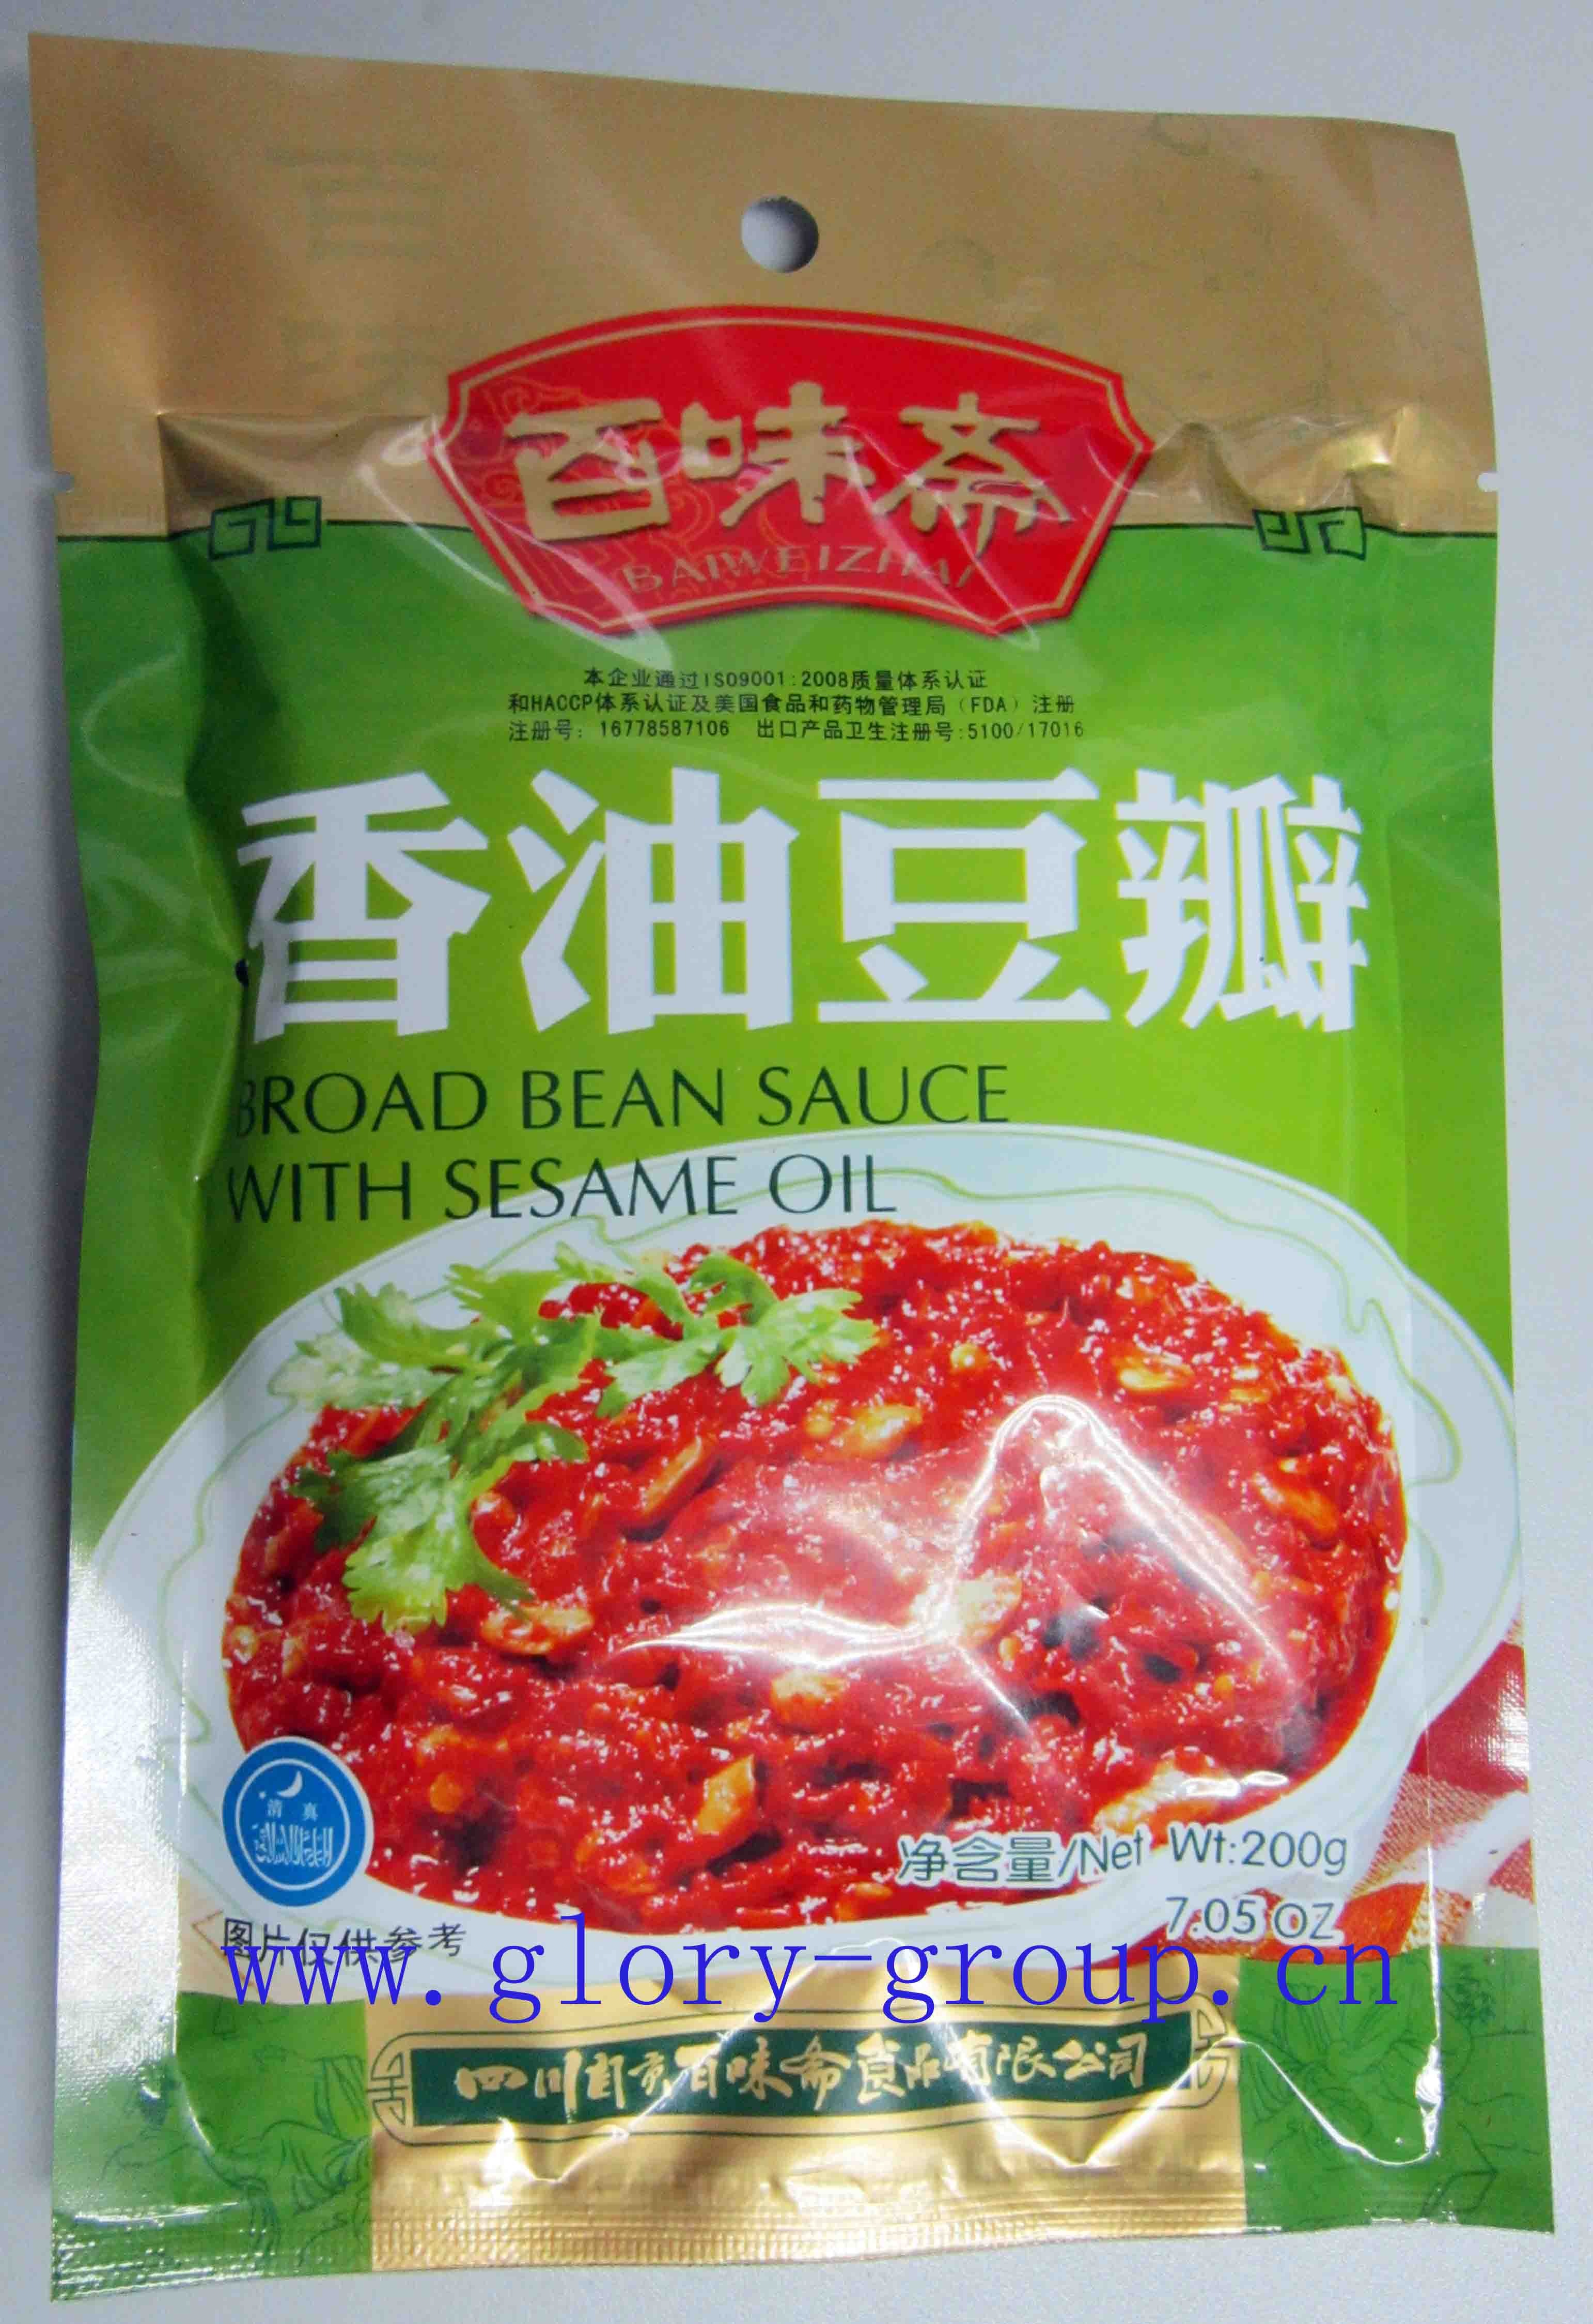 百味斋
BAIWEIZHAI
本企业通过ISO9001:2008质量体系认证
和HACCP体系认证及美国食品和药物管理局（FDA）注册
注册号：16778587106 出口产品卫生注册号:5100/17016
香油豆瓣
BROAD BEAN SAUCE
WITH SESAME OIL
清真
净含量/Net Wt:200g
7.05 OZ
图片仅供参考
www.glory-group.cn
四川自贡百味斋食品有限公司